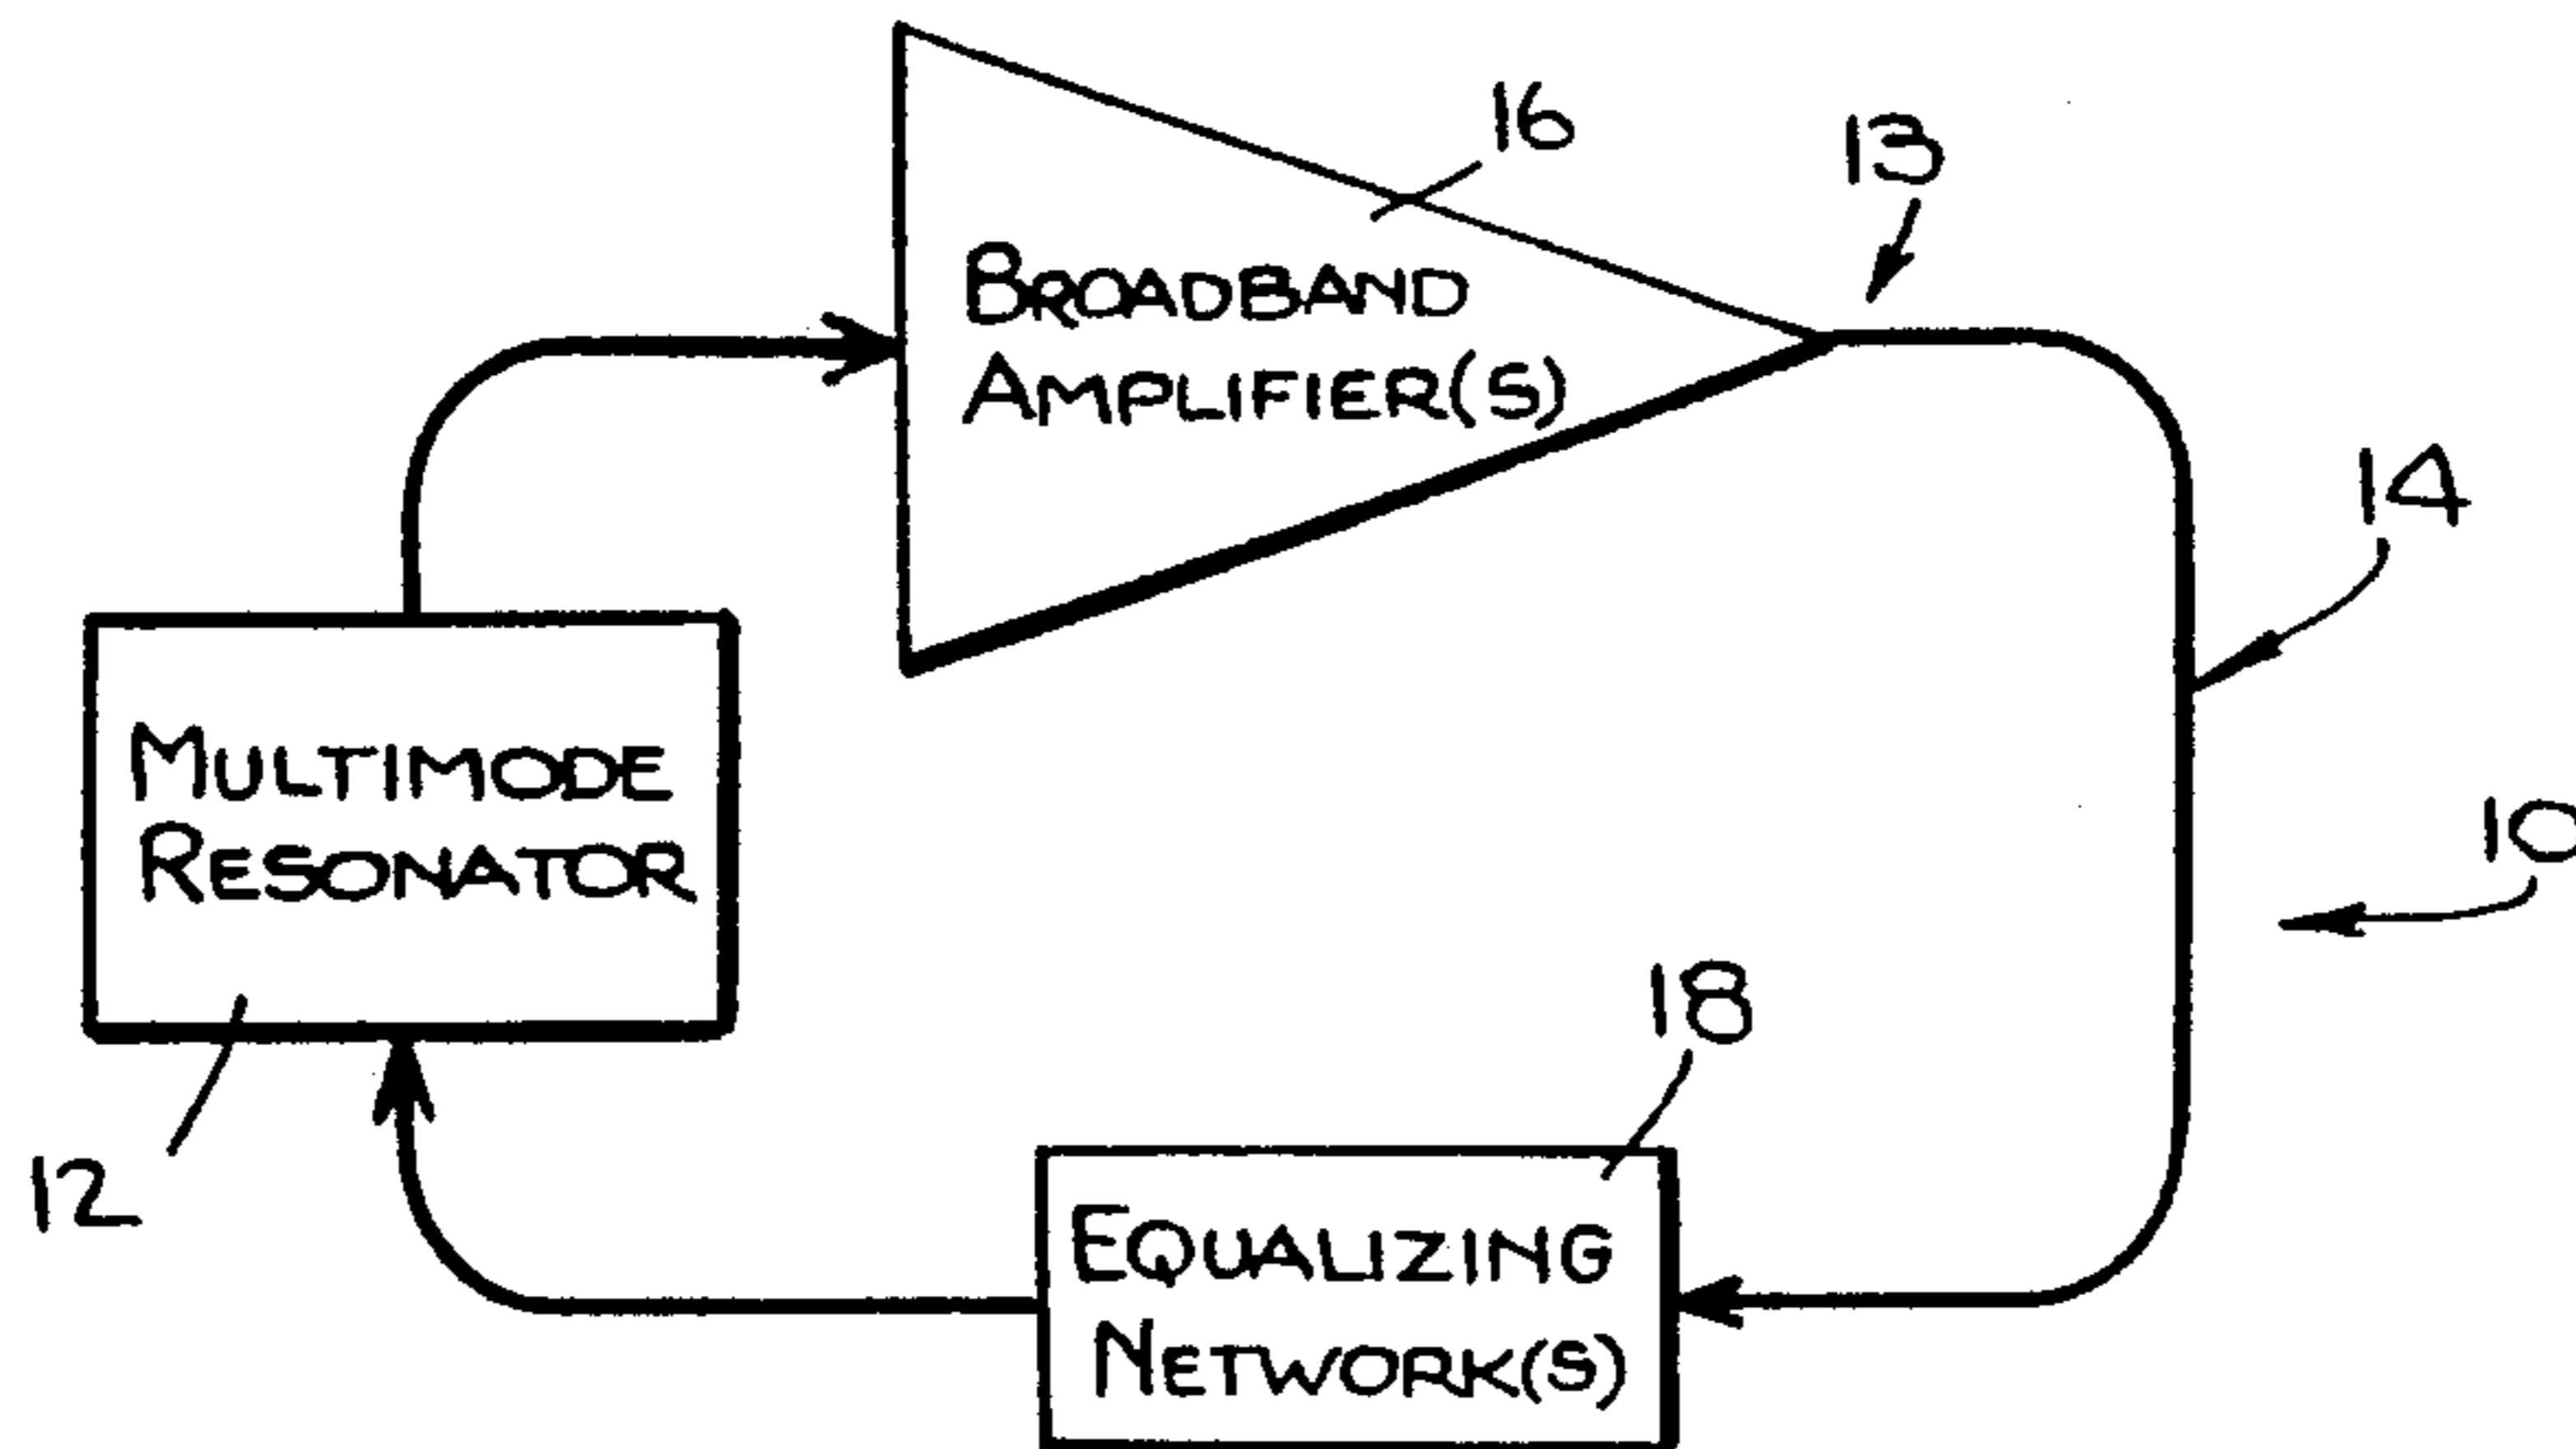 16
13
BROADBAND
AMPLIFIER(S)
14
MULTIMODE
RESONATOR
10
18
12
EQUALIZING
NETWORK(S)